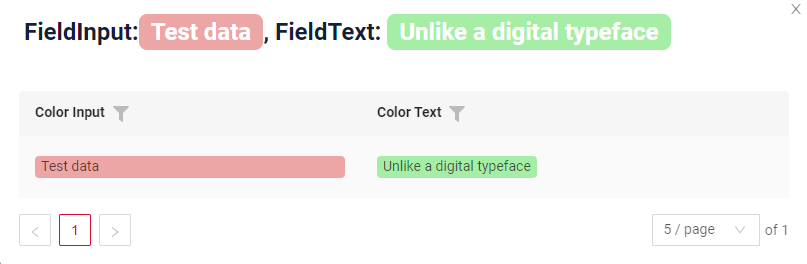 FieldInput: Test data, FieldText: Unlike a digital typeface
Color Input Color Text
Test data Unlike a digital typeface
< 1 > 5 / page of 1